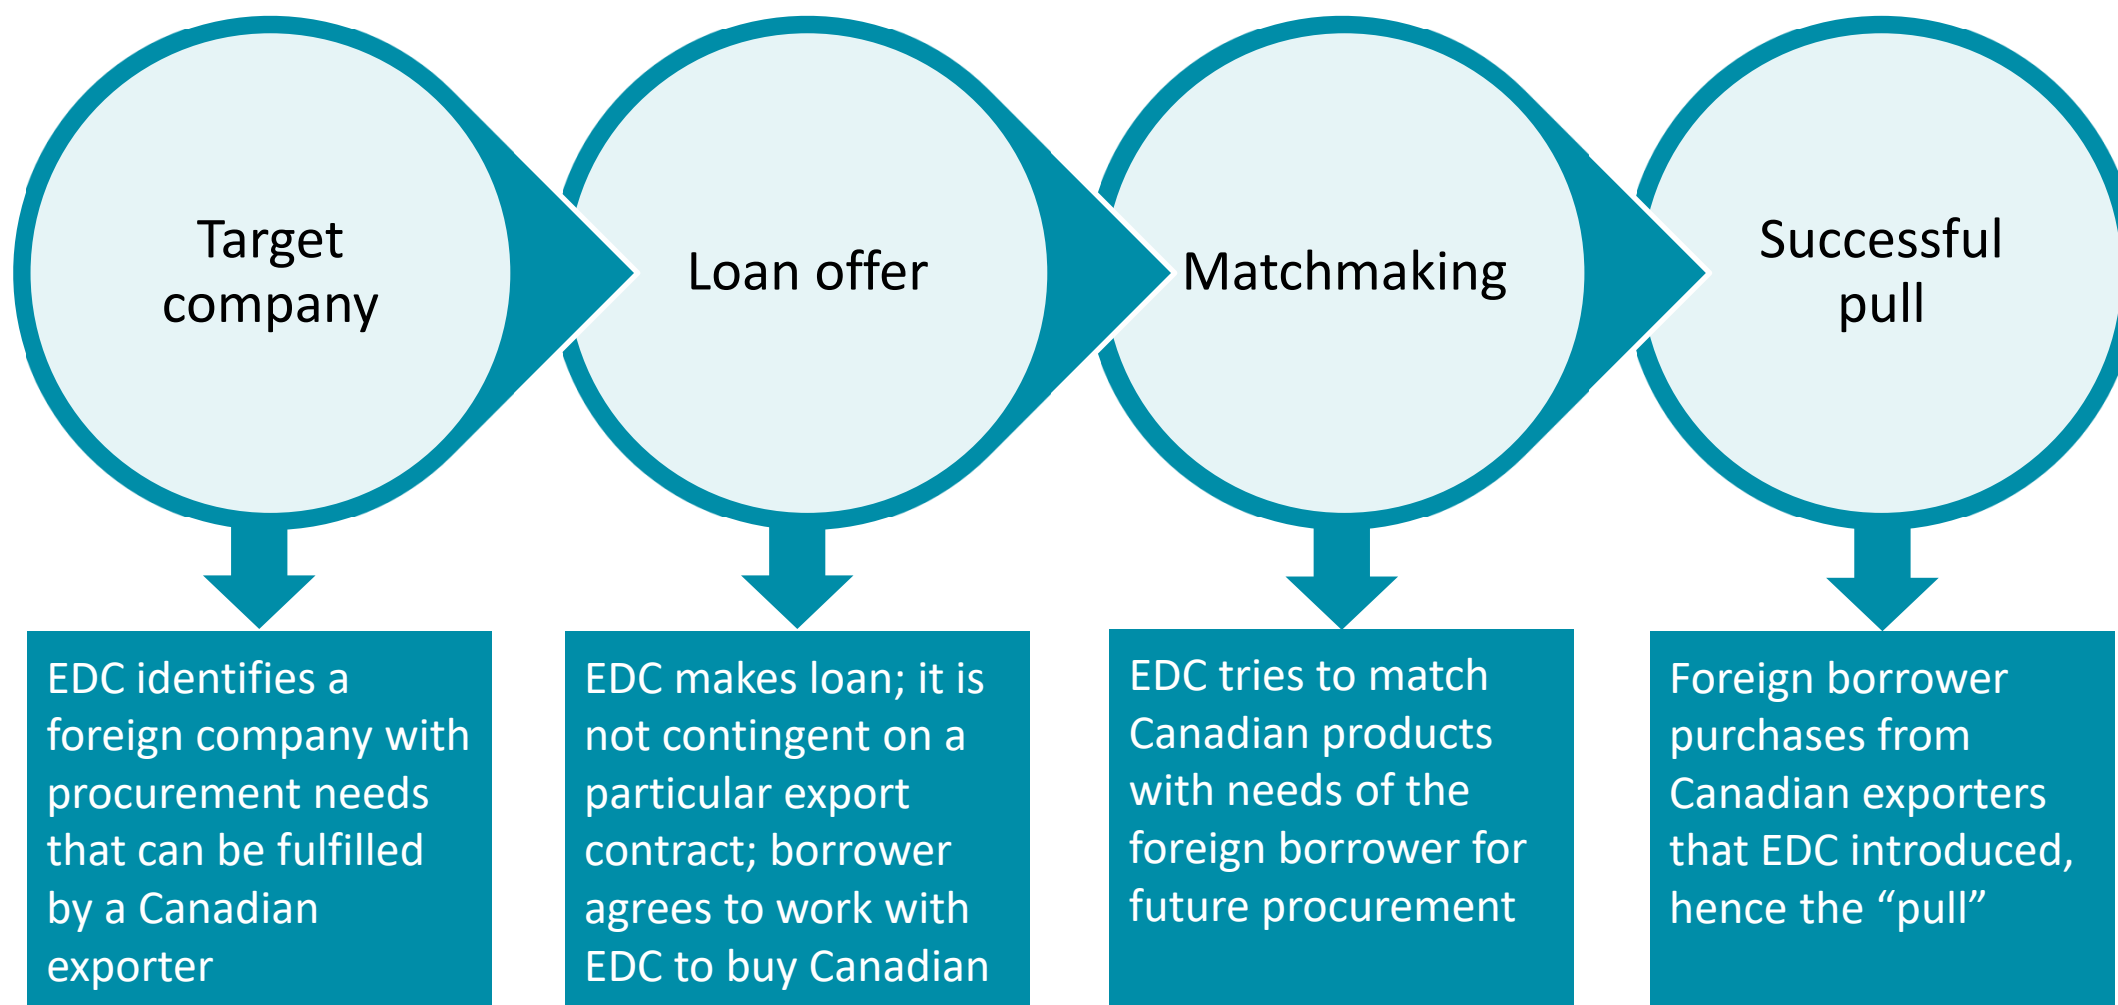 Target
company
Loan offer
Matchmaking
Successful
pull
EDC identifies a
foreign company with
procurement needs
that can be fulfilled
by a Canadian
exporter
EDC makes loan; it is
not contingent on a
particular export
contract; borrower
agrees to work with
EDC to buy Canadian
EDC tries to match
Canadian products
with needs of the
foreign borrower for
future procurement
Foreign borrower
purchases from
Canadian exporters
that EDC introduced,
hence the “pull”